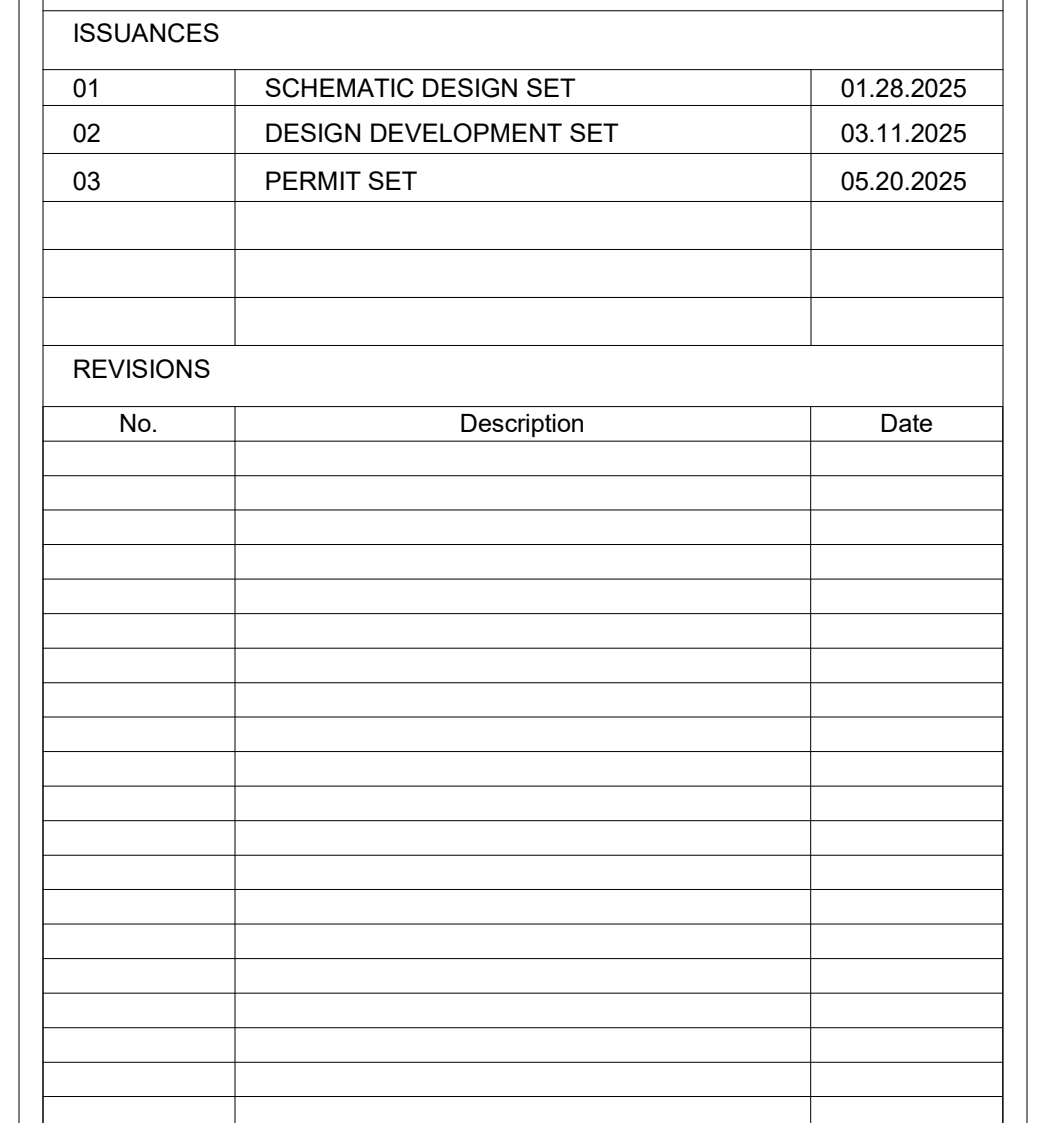 ISSUANCES
01 SCHEMATIC DESIGN SET 01.28.2025
02 DESIGN DEVELOPMENT SET 03.11.2025
03 PERMIT SET 05.20.2025
REVISIONS
No. Description Date